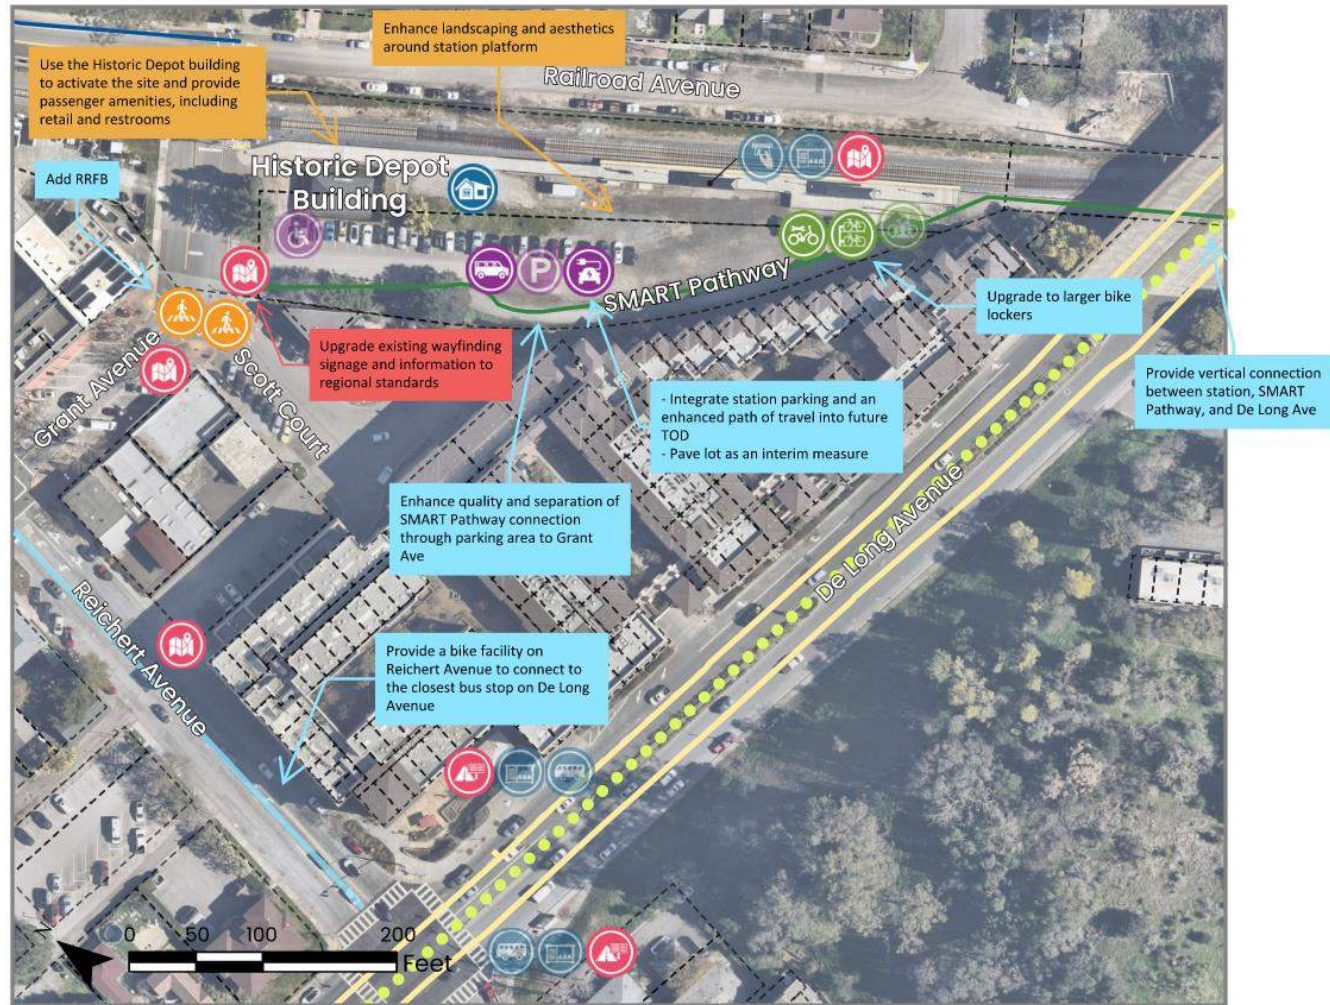 Enhance landscaping and aesthetics
around station platform
Use the Historic Depot building
to activate the site and provide
passenger amenities, including
retail and restrooms
Railroad Avenue
Add RRFB
Historic Depot
Building
P
SMART Pathway
Upgrade to larger bike
lockers
Upgrade existing wayfinding
signage and information to
regional standards
Grant Avenue
Scott Court
Provide vertical connection
between station, SMART
Pathway, and De Long Ave
- Integrate station parking and an
enhanced path of travel into future
TOD
- Pave lot as an interim measure
Enhance quality and separation of
SMART Pathway connection
through parking area to Grant
Ave
De Long Avenue
Reichert Avenue
Provide a bike facility on
Reichert Avenue to connect to
the closest bus stop on De Long
Avenue
N
0 50 100 200
Feet